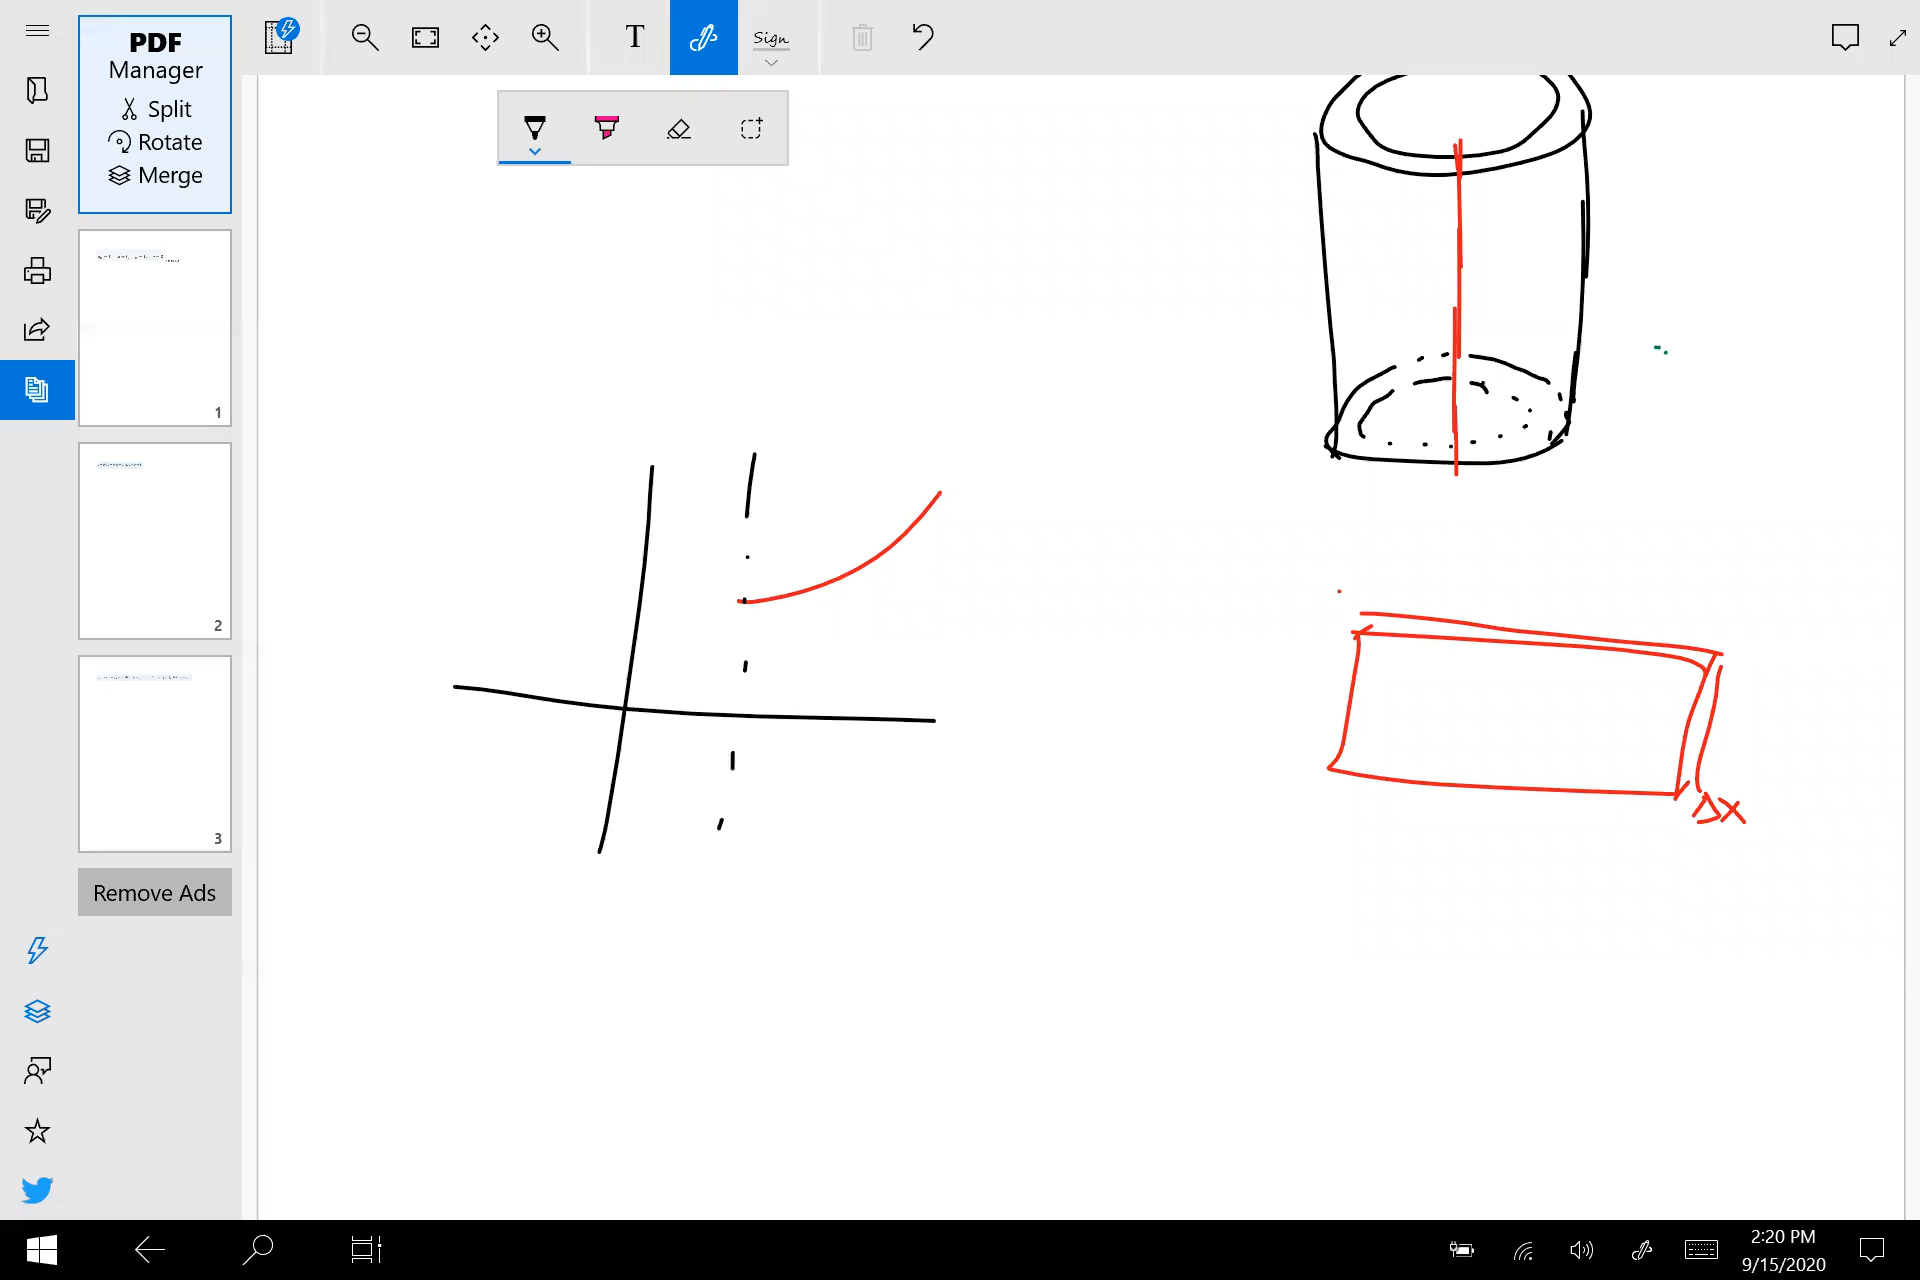 PDF
Manager
Split
Rotate
Merge
T
Sign
1
2
3
Remove Ads
ΔX
2:20 PM
9/15/2020